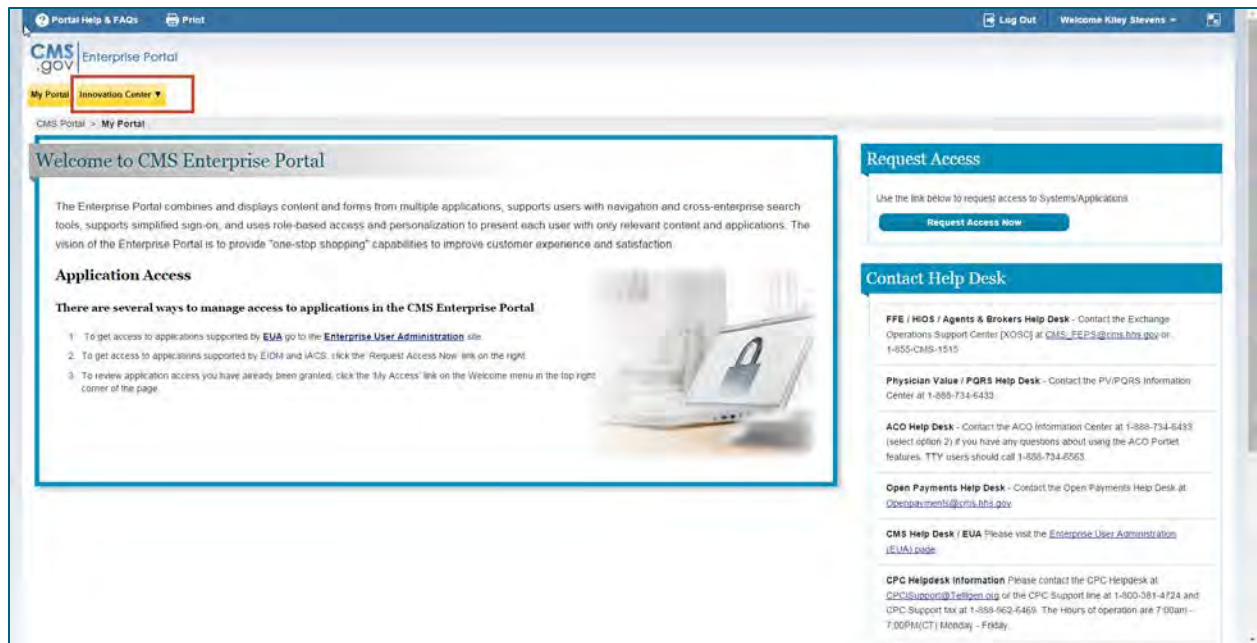 Portal Help & FAQs Print Log Out Welcome Kiley Stevens
CMS
.gov
Enterprise Portal
My Portal Innovation Center ▼
CMS Portal > My Portal
Welcome to CMS Enterprise Portal
The Enterprise Portal combines and displays content and forms from multiple applications, supports users with navigation and cross-enterprise search
tools, supports simplified sign-on, and uses role-based access and personalization to present each user with only relevant content and applications. The
vision of the Enterprise Portal is to provide "one-stop shopping" capabilities to improve customer experience and satisfaction.
Application Access
There are several ways to manage access to applications in the CMS Enterprise Portal
1. To get access to applications supported by EUA go to the Enterprise User Administration site.
2. To get access to applications supported by EIDM and IACS, click the 'Request Access Now' link on the right.
3. To review application access you have already been granted, click the 'My Access' link on the Welcome menu in the top right
corner of the page.
Request Access
Use the link below to request access to Systems/Applications
Request Access Now
Contact Help Desk
FFE / HIOS / Agents & Brokers Help Desk - Contact the Exchange
Operations Support Center [XOSC] at CMS_FEPS@cms.hhs.gov or
1-855-CMS-1515
Physician Value / PQRS Help Desk - Contact the PV/PQRS Information
Center at 1-888-734-6433
ACO Help Desk - Contact the ACO Information Center at 1-888-734-6433
(select option 2) if you have any questions about using the ACO Portlet
features. TTY users should call 1-888-734-6563.
Open Payments Help Desk - Contact the Open Payments Help Desk at
Openpayments@cms.hhs.gov
CMS Help Desk / EUA Please visit the Enterprise User Administration
(EUA) page
CPC Helpdesk Information Please contact the CPC Helpdesk at
CPCiSupport@Telligen.org or the CPC Support line at 1-800-381-4724 and
CPC Support fax at 1-888-962-6469. The Hours of operation are 7:00am -
7:00PM(CT) Monday - Friday.